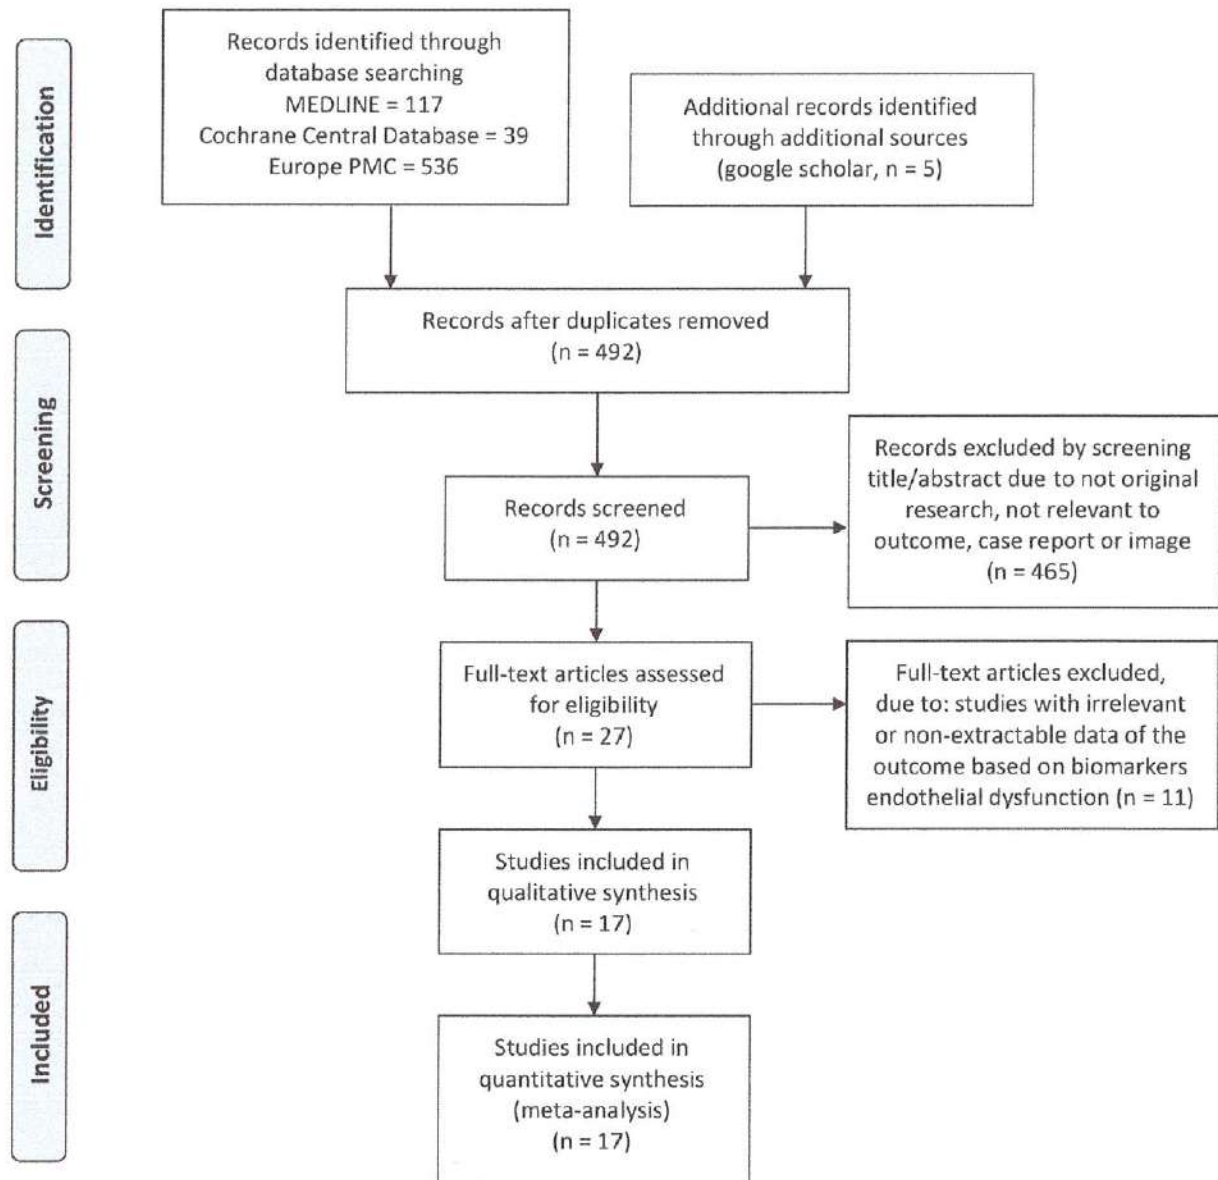 Identification
Records identified through
database searching
MEDLINE = 117
Cochrane Central Database = 39
Europe PMC = 536
Additional records identified
through additional sources
(google scholar, n = 5)
Records after duplicates removed
(n = 492)
Screening
Records screened
(n = 492)
Records excluded by screening
title/abstract due to not original
research, not relevant to
outcome, case report or image
(n = 465)
Eligibility
Full-text articles assessed
for eligibility
(n = 27)
Full-text articles excluded,
due to: studies with irrelevant
or non-extractable data of the
outcome based on biomarkers
endothelial dysfunction (n = 11)
Studies included in
qualitative synthesis
(n = 17)
Included
Studies included in
quantitative synthesis
(meta-analysis)
(n = 17)